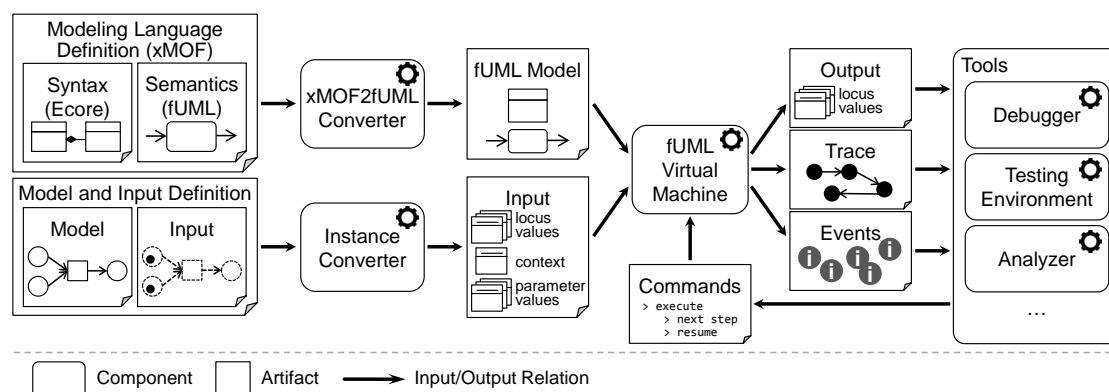 Modeling Language
Definition (xMOF)
Syntax
(Ecore)
Semantics
(fUML)
xMOF2fUML
Converter
fUML Model
Model and Input Definition
Model
Input
Instance
Converter
Input
locus
values
context
parameter
values
fUML
Virtual
Machine
Commands
> execute
> next step
> resume
Output
locus
values
Trace
Events
i i i i i
Tools
Debugger
Testing
Environment
Analyzer
...
Component
Artifact
Input/Output Relation